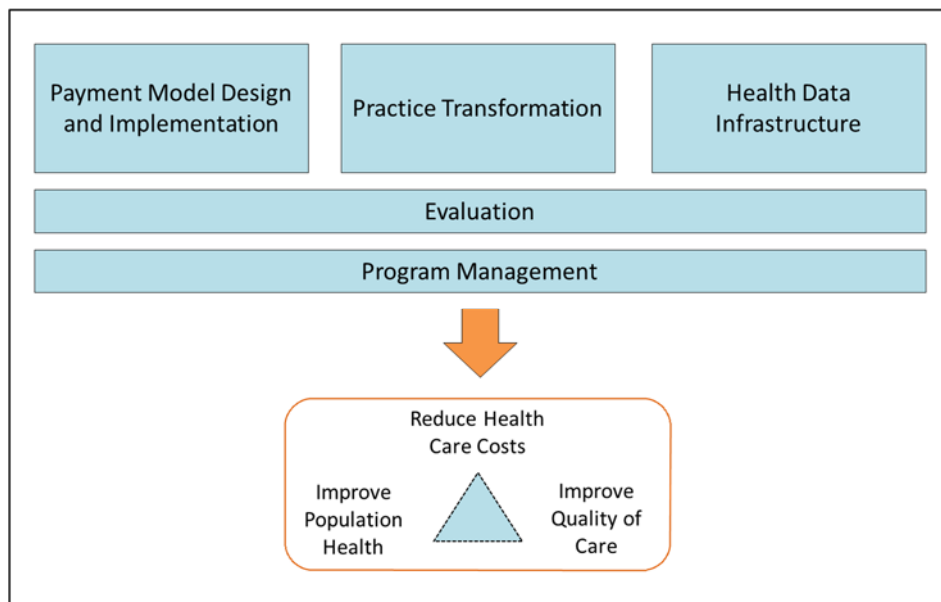 Payment Model Design
and Implementation
Practice Transformation
Health Data
Infrastructure
Evaluation
Program Management
Reduce Health
Care Costs
Improve
Population
Health
Improve
Quality of
Care